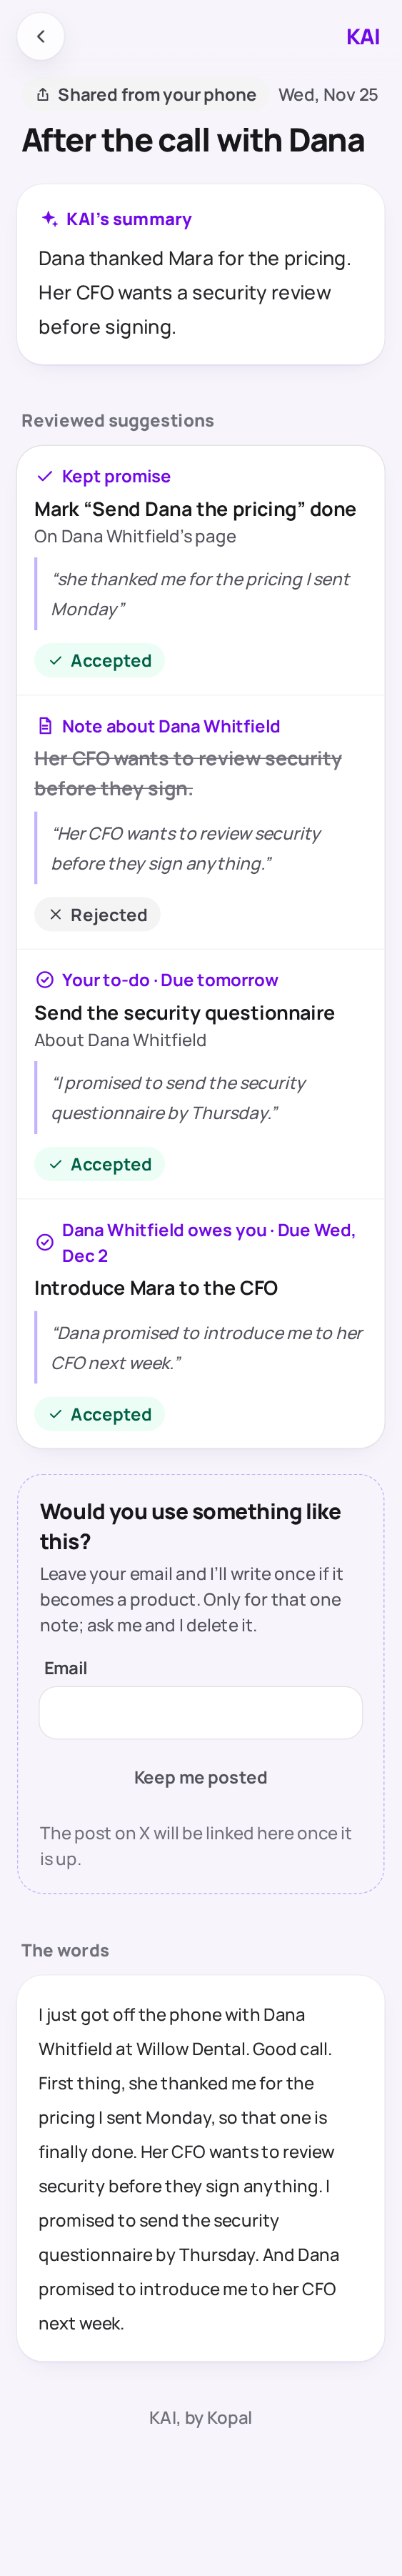 KAI
Shared from your phone Wed, Nov 25
After the call with Dana
KAI's summary
Dana thanked Mara for the pricing.
Her CFO wants a security review
before signing.
Reviewed suggestions
Kept promise
Mark “Send Dana the pricing” done
On Dana Whitfield's page
“she thanked me for the pricing I sent
Monday”
Accepted
Note about Dana Whitfield
Her CFO wants to review security
before they sign.
“Her CFO wants to review security
before they sign anything.”
Rejected
Your to-do · Due tomorrow
Send the security questionnaire
About Dana Whitfield
“I promised to send the security
questionnaire by Thursday.”
Accepted
Dana Whitfield owes you · Due Wed,
Dec 2
Introduce Mara to the CFO
“Dana promised to introduce me to her
CFO next week.”
Accepted
Would you use something like
this?
Leave your email and I'll write once if it
becomes a product. Only for that one
note; ask me and I delete it.
Email
Keep me posted
The post on X will be linked here once it
is up.
The words
I just got off the phone with Dana
Whitfield at Willow Dental. Good call.
First thing, she thanked me for the
pricing I sent Monday, so that one is
finally done. Her CFO wants to review
security before they sign anything. I
promised to send the security
questionnaire by Thursday. And Dana
promised to introduce me to her CFO
next week.
KAI, by Kopal